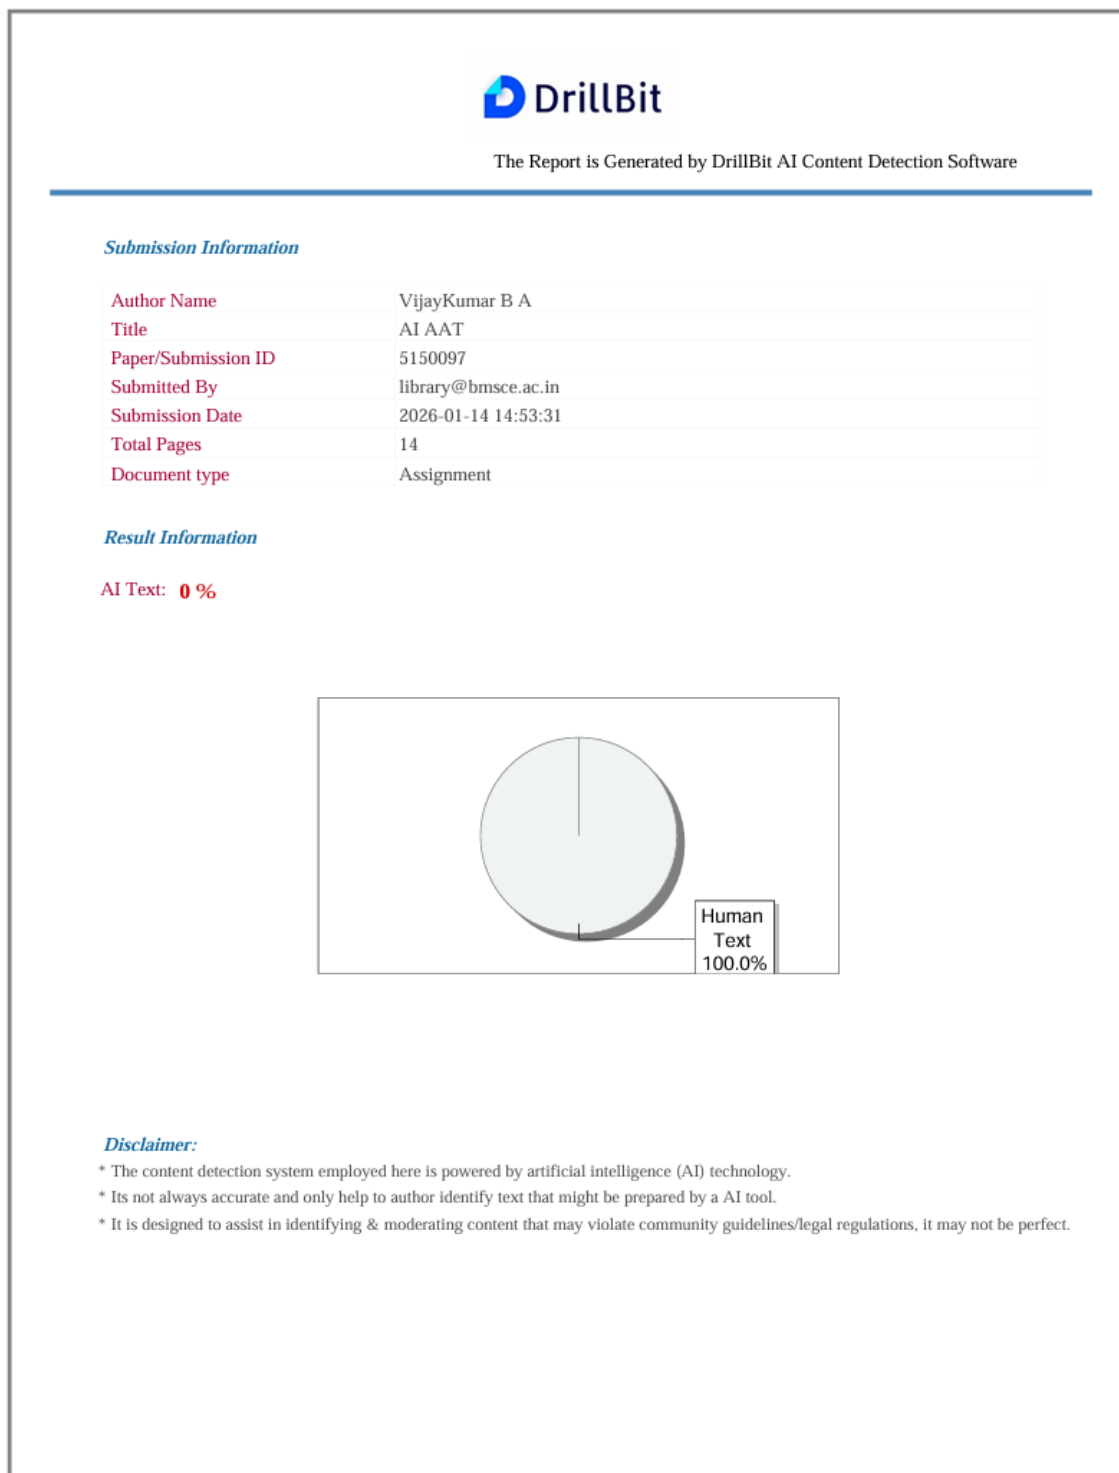 DrillBit
The Report is Generated by DrillBit AI Content Detection Software
Submission Information
Author Name VijayKumar B A
Title AI AAT
Paper/Submission ID 5150097
Submitted By library@bmsce.ac.in
Submission Date 2026-01-14 14:53:31
Total Pages 14
Document type Assignment
Result Information
AI Text: 0 %
Human
Text
100.0%
Disclaimer:
* The content detection system employed here is powered by artificial intelligence (AI) technology.
* Its not always accurate and only help to author identify text that might be prepared by a AI tool.
* It is designed to assist in identifying & moderating content that may violate community guidelines/legal regulations, it may not be perfect.